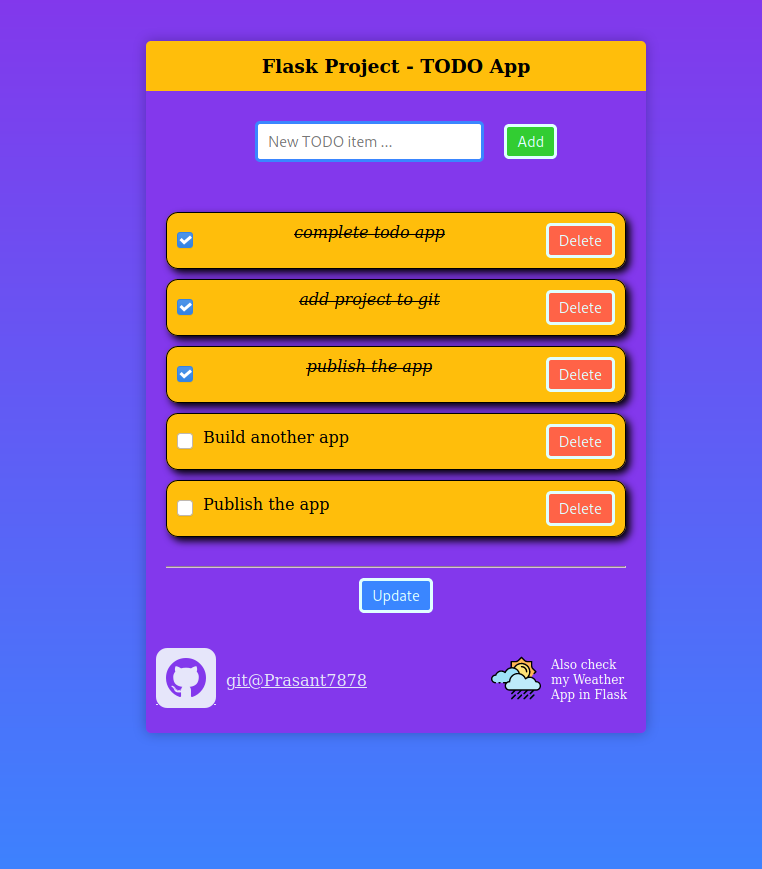 Flask Project - TODO App
New TODO item ...
Add
complete todo app
Delete
add project to git
Delete
publish the app
Delete
Build another app
Delete
Publish the app
Delete
Update
git@Prasant7878
Also check
my Weather
App in Flask